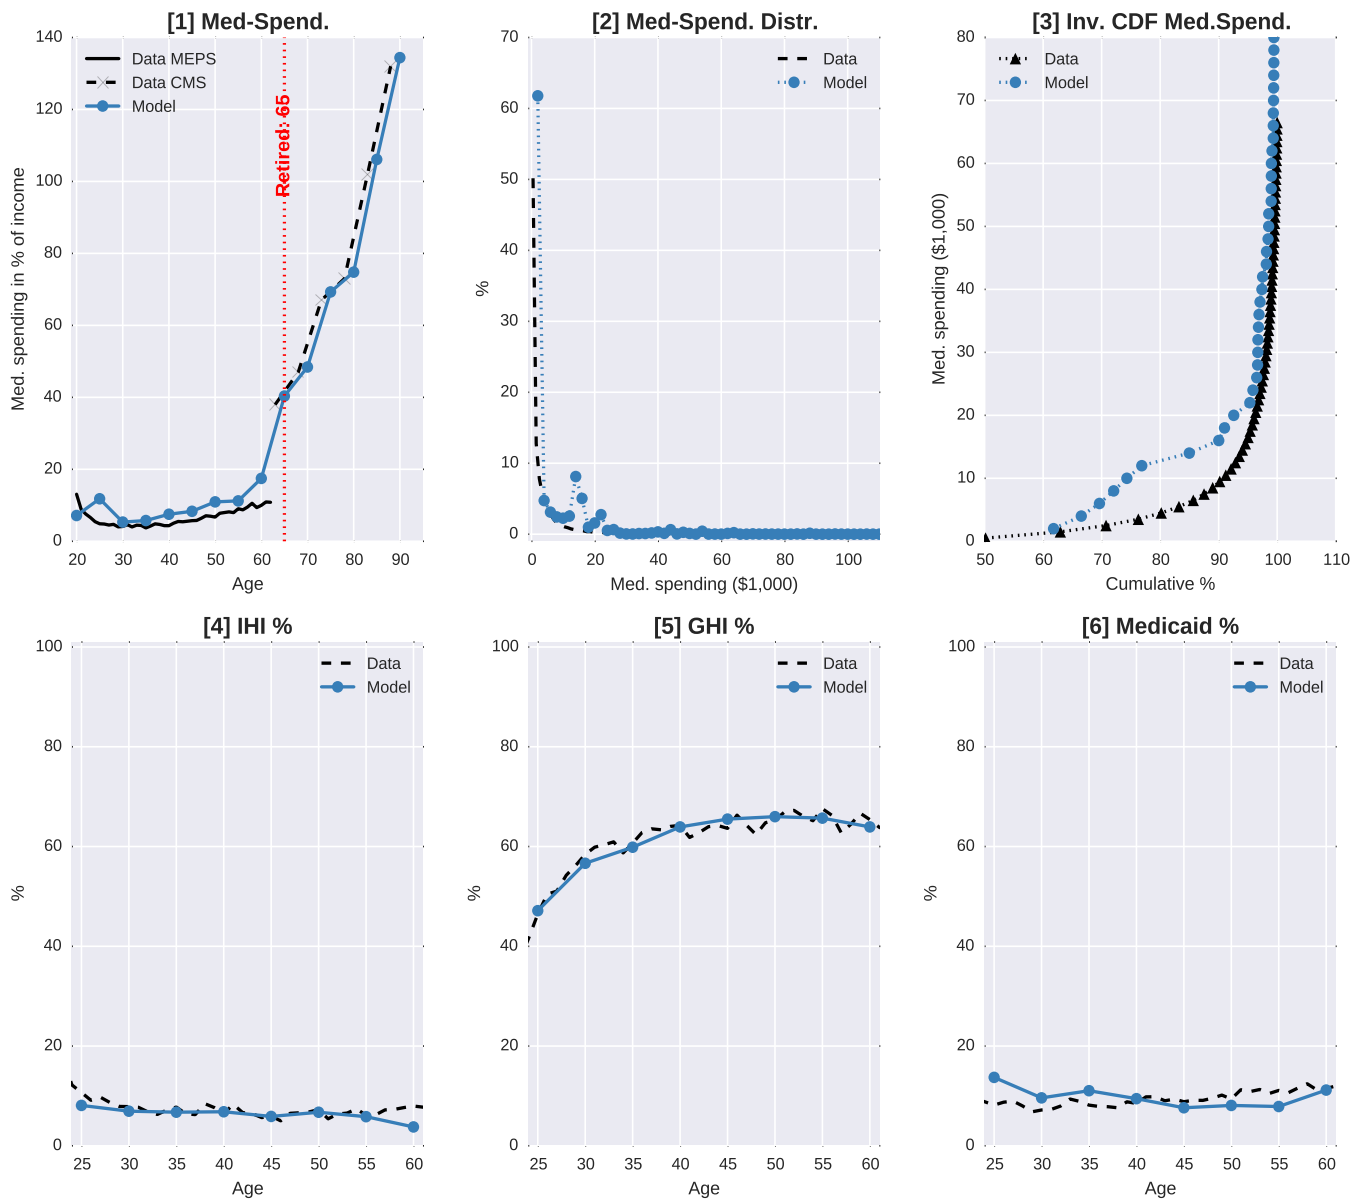 [1] Med-Spend.
Med. spending in % of income
140
120
100
80
60
40
20
0
Data MEPS
Data CMS
Model
Retired: 65
20 30 40 50 60 70 80 90
Age
[2] Med-Spend. Distr.
%
70
60
50
40
30
20
10
0
Data
Model
0 20 40 60 80 100
Med. spending ($1,000)
[3] Inv. CDF Med.Spend.
Med. spending ($1,000)
80
70
60
50
40
30
20
10
0
Data
Model
50 60 70 80 90 100 110
Cumulative %
[4] IHI %
%
100
80
60
40
20
0
Data
Model
25 30 35 40 45 50 55 60
Age
[5] GHI %
%
100
80
60
40
20
0
Data
Model
25 30 35 40 45 50 55 60
Age
[6] Medicaid %
%
100
80
60
40
20
0
Data
Model
25 30 35 40 45 50 55 60
Age